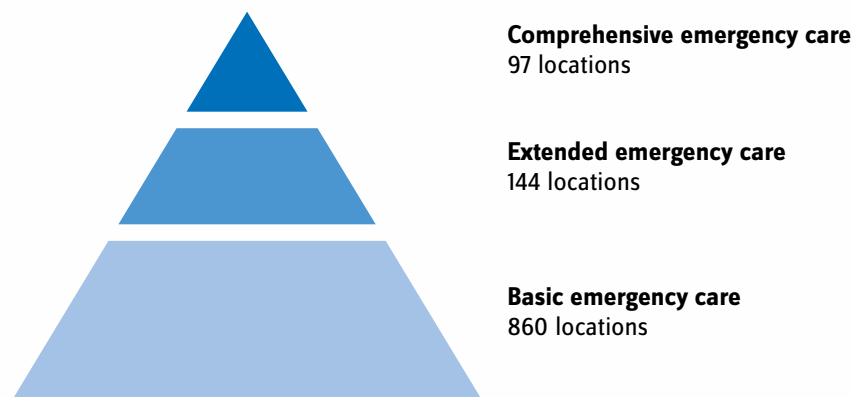 Comprehensive emergency care
97 locations
Extended emergency care
144 locations
Basic emergency care
860 locations